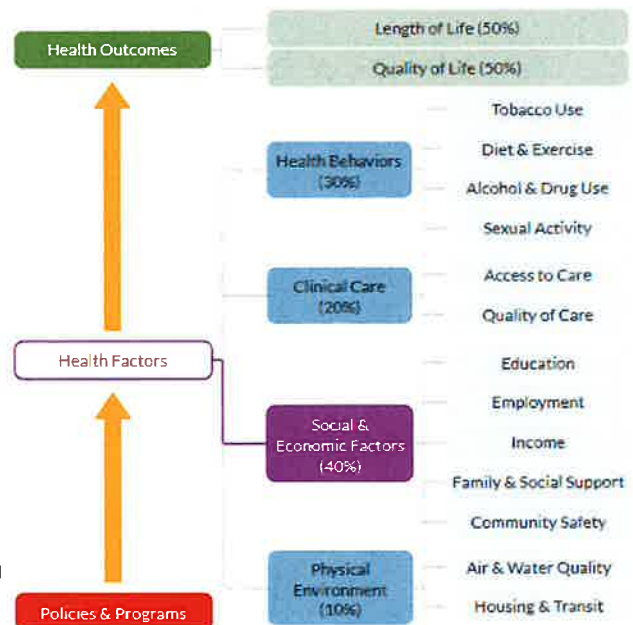 Health Outcomes
Length of Life (50%)
Quality of Life (50%)
Health Factors
Health Behaviors
(30%)
Tobacco Use
Diet & Exercise
Alcohol & Drug Use
Sexual Activity
Clinical Care
(20%)
Access to Care
Quality of Care
Social &
Economic Factors
(40%)
Education
Employment
Income
Family & Social Support
Community Safety
Physical
Environment
(10%)
Air & Water Quality
Housing & Transit
Policies & Programs